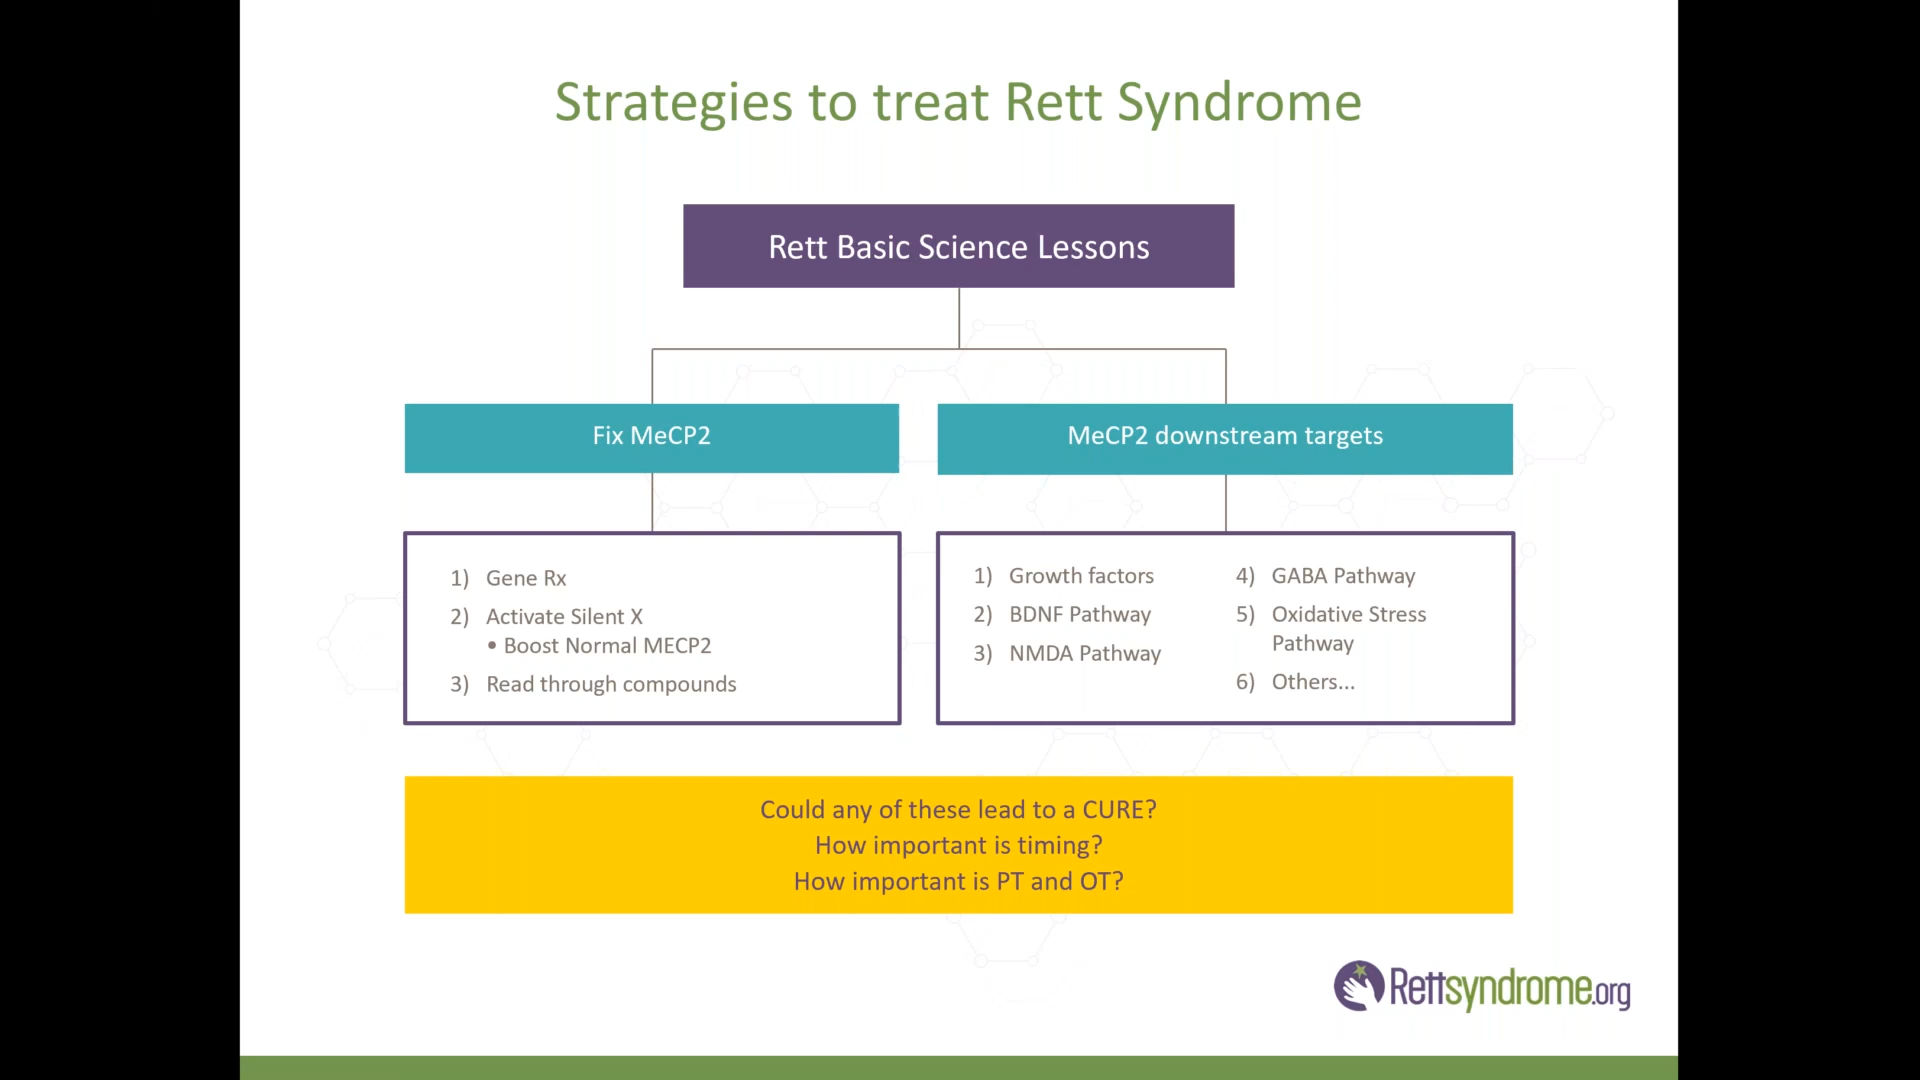 Strategies to treat Rett Syndrome
Rett Basic Science Lessons
Fix MeCP2
MeCP2 downstream targets
1) Gene Rx
2) Activate Silent X
• Boost Normal MECP2
3) Read through compounds
1) Growth factors
2) BDNF Pathway
3) NMDA Pathway
4) GABA Pathway
5) Oxidative Stress
Pathway
6) Others...
Could any of these lead to a CURE?
How important is timing?
How important is PT and OT?
Rettsyndrome.org